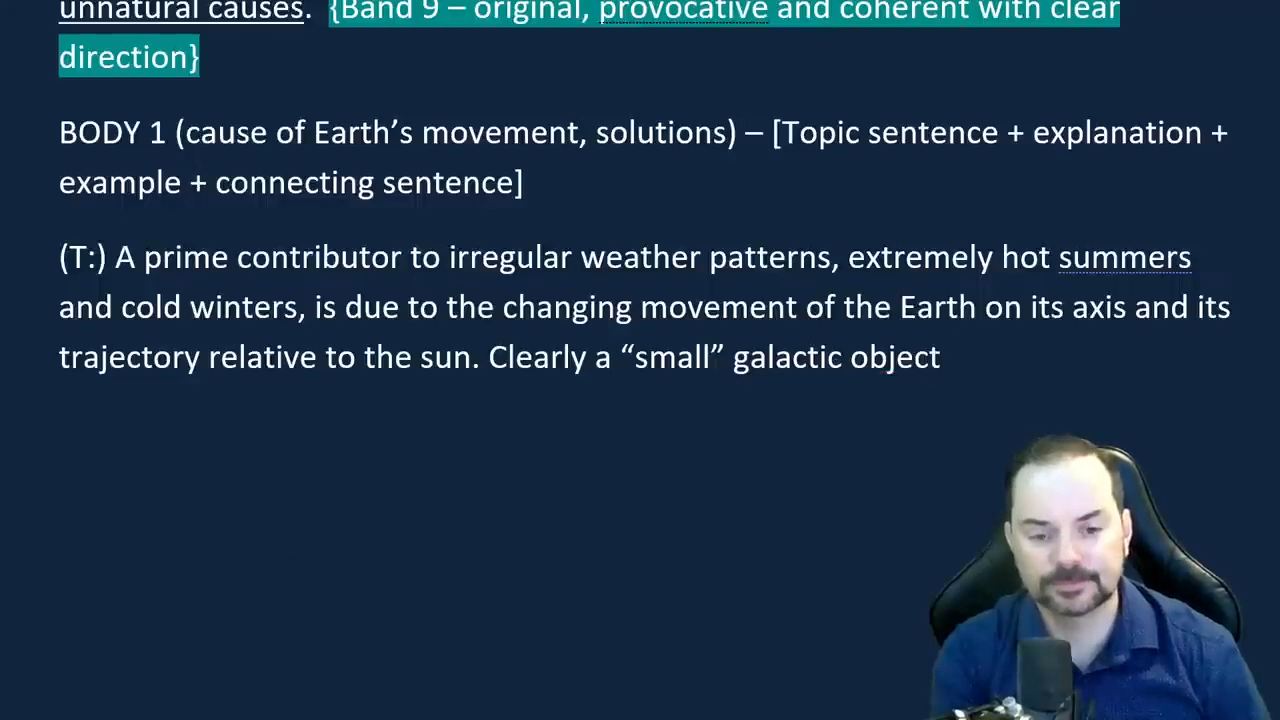 unnatural causes.  {Band 9 – original, provocative and coherent with clear
direction}
BODY 1 (cause of Earth’s movement, solutions) – [Topic sentence + explanation +
example + connecting sentence]
(T:) A prime contributor to irregular weather patterns, extremely hot summers
and cold winters, is due to the changing movement of the Earth on its axis and its
trajectory relative to the sun. Clearly a “small” galactic object